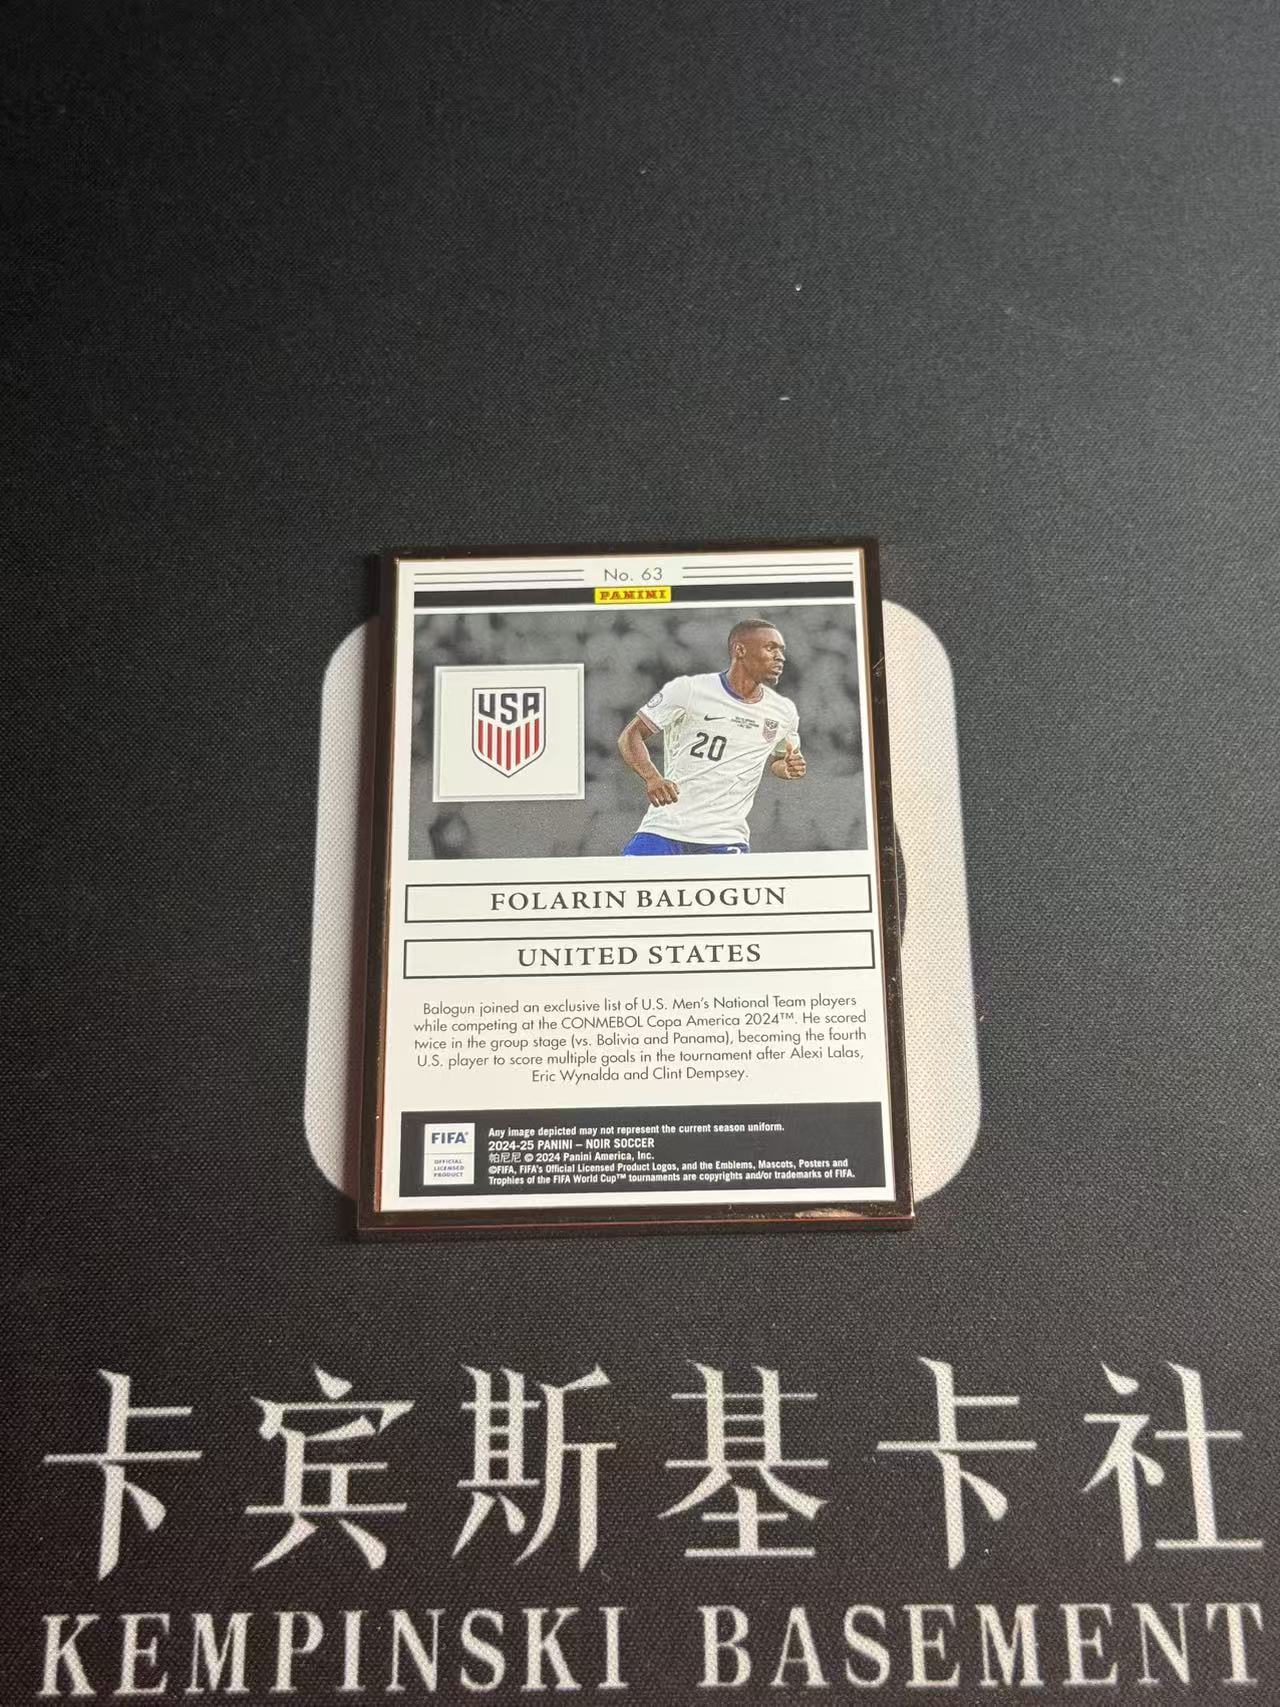 No. 63
PANINI
USA
20
FOLARIN BALOGUN
UNITED STATES
Balogun joined an exclusive list of U.S. Men's National Team players
while competing at the CONMEBOL Copa America 2024™. He scored
twice in the group stage (vs. Bolivia and Panama), becoming the fourth
U.S. player to score multiple goals in the tournament after Alexi Lalas,
Eric Wynalda and Clint Dempsey.
FIFA®
OFFICIAL
LICENSED
PRODUCT
Any image depicted may not represent the current season uniform.
2024-25 PANINI – NOIR SOCCER
帕尼尼 © 2024 Panini America, Inc.
©FIFA, FIFA's Official Licensed Product Logos, and the Emblems, Mascots, Posters and
Trophies of the FIFA World Cup™ tournaments are copyrights and/or trademarks of FIFA.
卡宾斯基卡社
KEMPINSKI BASEMENT